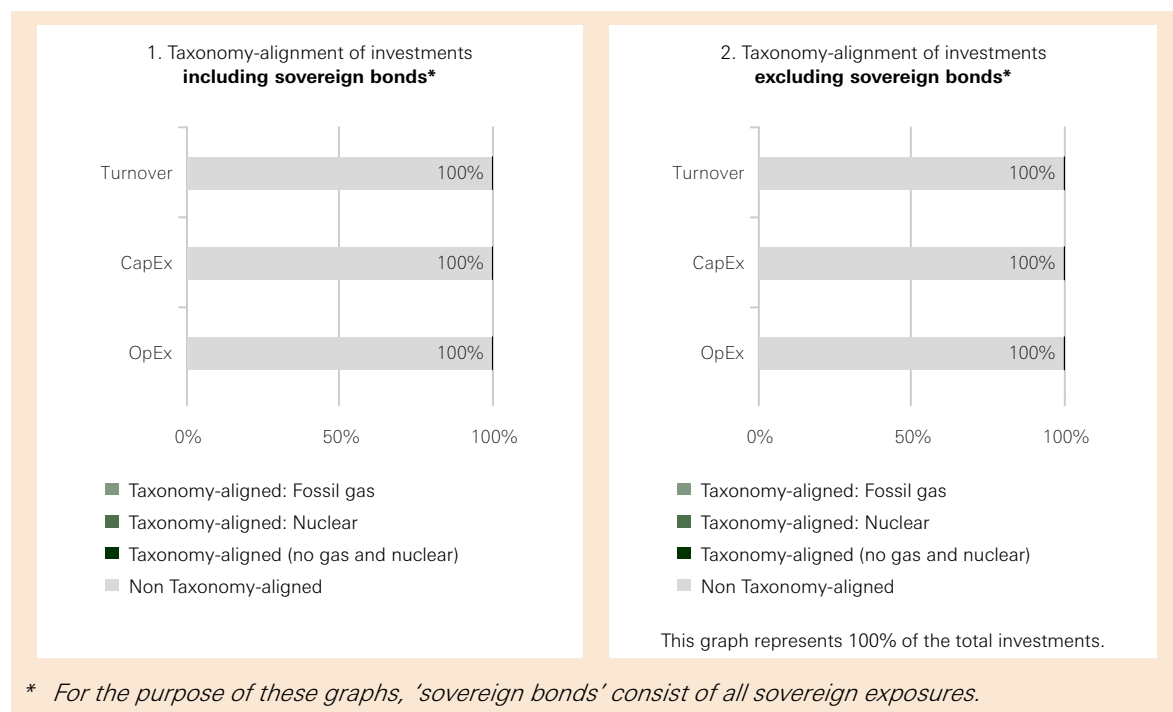 1. Taxonomy-alignment of investments
including sovereign bonds*
Turnover
100%
CapEx
100%
OpEx
100%
0% 50% 100%
Taxonomy-aligned: Fossil gas
Taxonomy-aligned: Nuclear
Taxonomy-aligned (no gas and nuclear)
Non Taxonomy-aligned
2. Taxonomy-alignment of investments
excluding sovereign bonds*
Turnover
100%
CapEx
100%
OpEx
100%
0% 50% 100%
Taxonomy-aligned: Fossil gas
Taxonomy-aligned: Nuclear
Taxonomy-aligned (no gas and nuclear)
Non Taxonomy-aligned
This graph represents 100% of the total investments.
* For the purpose of these graphs, ‘sovereign bonds’ consist of all sovereign exposures.